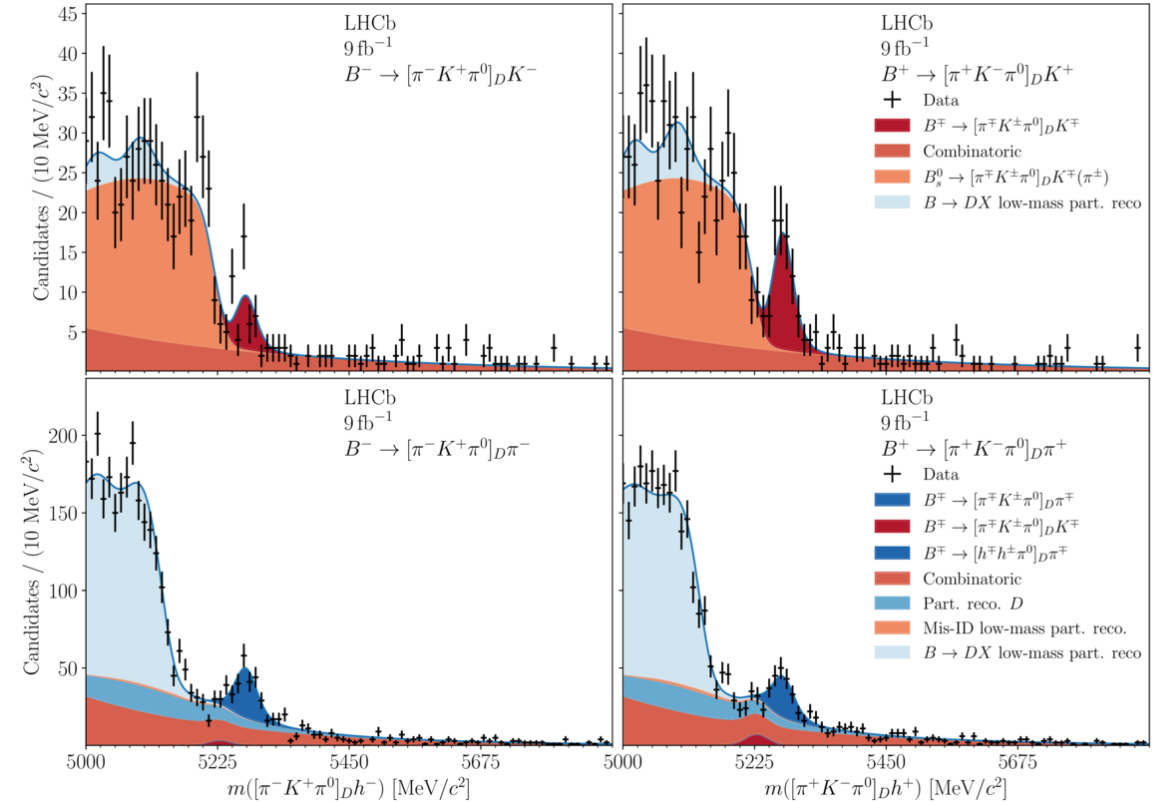 45
40
35
30
25
20
15
10
5
Candidates / (10 MeV/c²)
LHCb
9 fb⁻¹
B⁻ → [π⁻K⁺π⁰]_D K⁻
LHCb
9 fb⁻¹
B⁺ → [π⁺K⁻π⁰]_D K⁺
Data
B^∓ → [π^∓K^±π⁰]_D K^∓
Combinatoric
B_s⁰ → [π^∓K^±π⁰]_D K^∓(π^±)
B → DX low-mass part. reco
200
150
100
50
Candidates / (10 MeV/c²)
LHCb
9 fb⁻¹
B⁻ → [π⁻K⁺π⁰]_D π⁻
5000 5225 5450 5675
m([π⁻K⁺π⁰]_D h⁻) [MeV/c²]
LHCb
9 fb⁻¹
B⁺ → [π⁺K⁻π⁰]_D π⁺
Data
B^∓ → [π^∓K^±π⁰]_D π^∓
B^∓ → [π^∓K^±π⁰]_D K^∓
B^∓ → [h^∓h^±π⁰]_D π^∓
Combinatoric
Part. reco. D
Mis-ID low-mass part. reco.
B → DX low-mass part. reco
5000 5225 5450 5675
m([π⁺K⁻π⁰]_D h⁺) [MeV/c²]